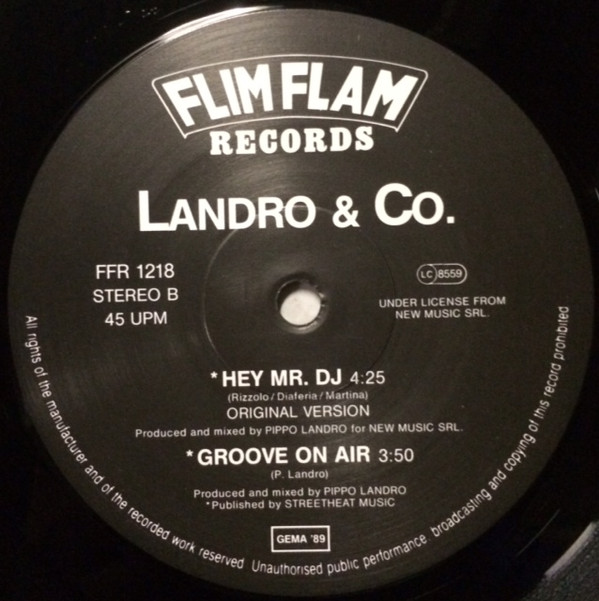 FLIM FLAM
RECORDS
LANDRO & CO.
FFR 1218
STEREO B
45 UPM
LC 8559
UNDER LICENSE FROM
NEW MUSIC SRL.
* HEY MR. DJ 4:25
(Rizzolo / Diaferia / Martina)
ORIGINAL VERSION
Produced and mixed by PIPPO LANDRO for NEW MUSIC SRL.
* GROOVE ON AIR 3:50
(P. Landro)
Produced and mixed by PIPPO LANDRO
*Published by STREETHEAT MUSIC
GEMA '89
All rights of the manufacturer and of the recorded work reserved Unauthorised public performance broadcasting and copying of this record prohibited